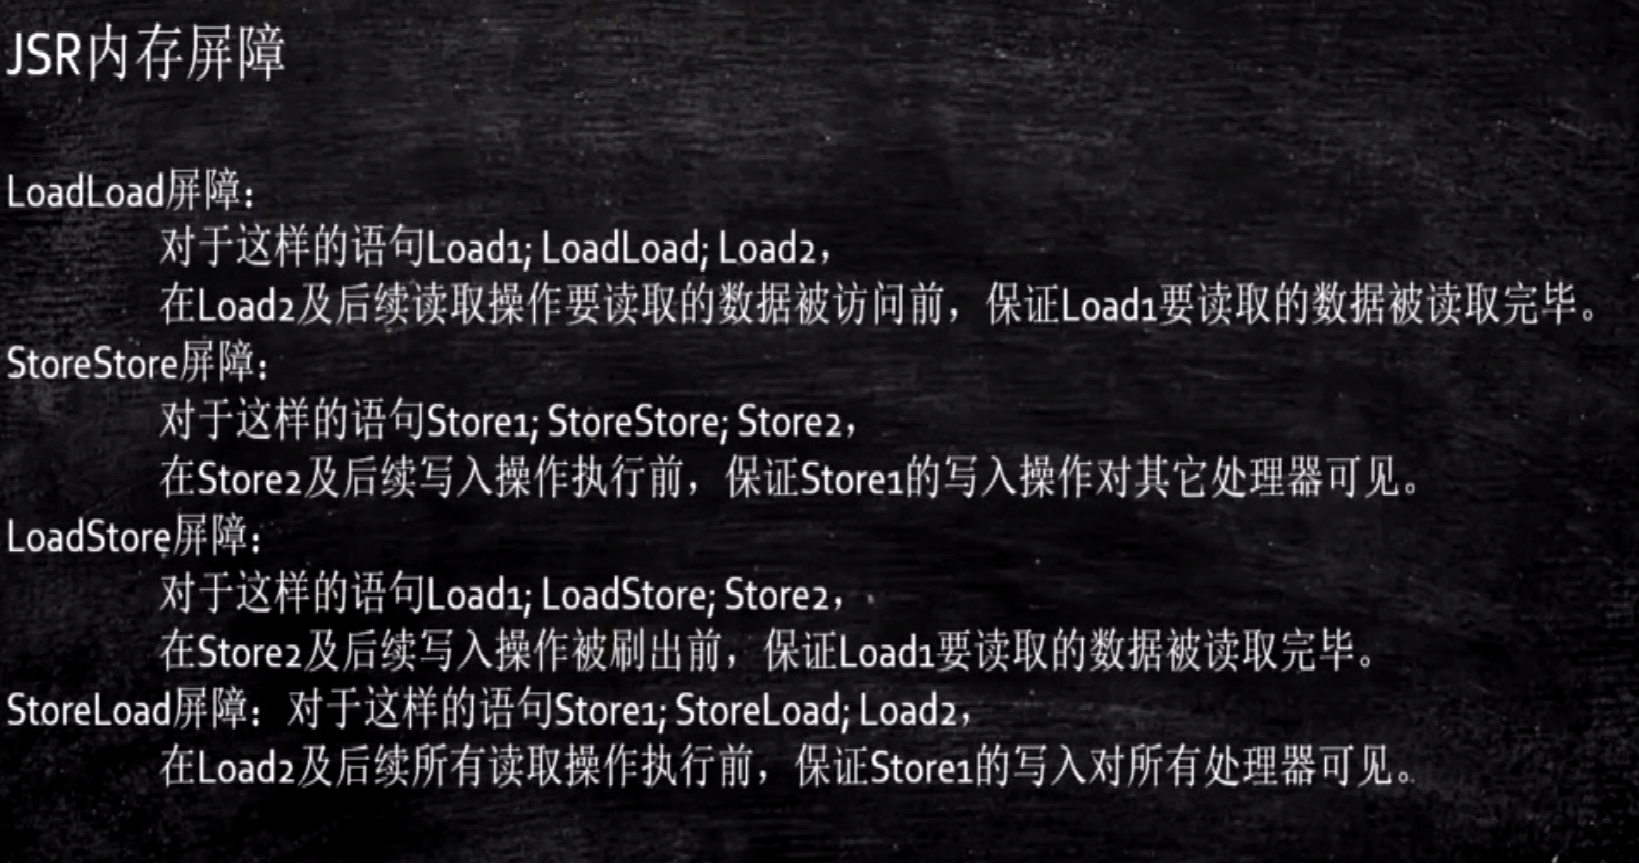 JSR内存屏障
LoadLoad屏障：
对于这样的语句Load1; LoadLoad; Load2，
在Load2及后续读取操作要读取的数据被访问前，保证Load1要读取的数据被读取完毕。
StoreStore屏障：
对于这样的语句Store1; StoreStore; Store2，
在Store2及后续写入操作执行前，保证Store1的写入操作对其它处理器可见。
LoadStore屏障：
对于这样的语句Load1; LoadStore; Store2，
在Store2及后续写入操作被刷出前，保证Load1要读取的数据被读取完毕。
StoreLoad屏障：对于这样的语句Store1; StoreLoad; Load2，
在Load2及后续所有读取操作执行前，保证Store1的写入对所有处理器可见。